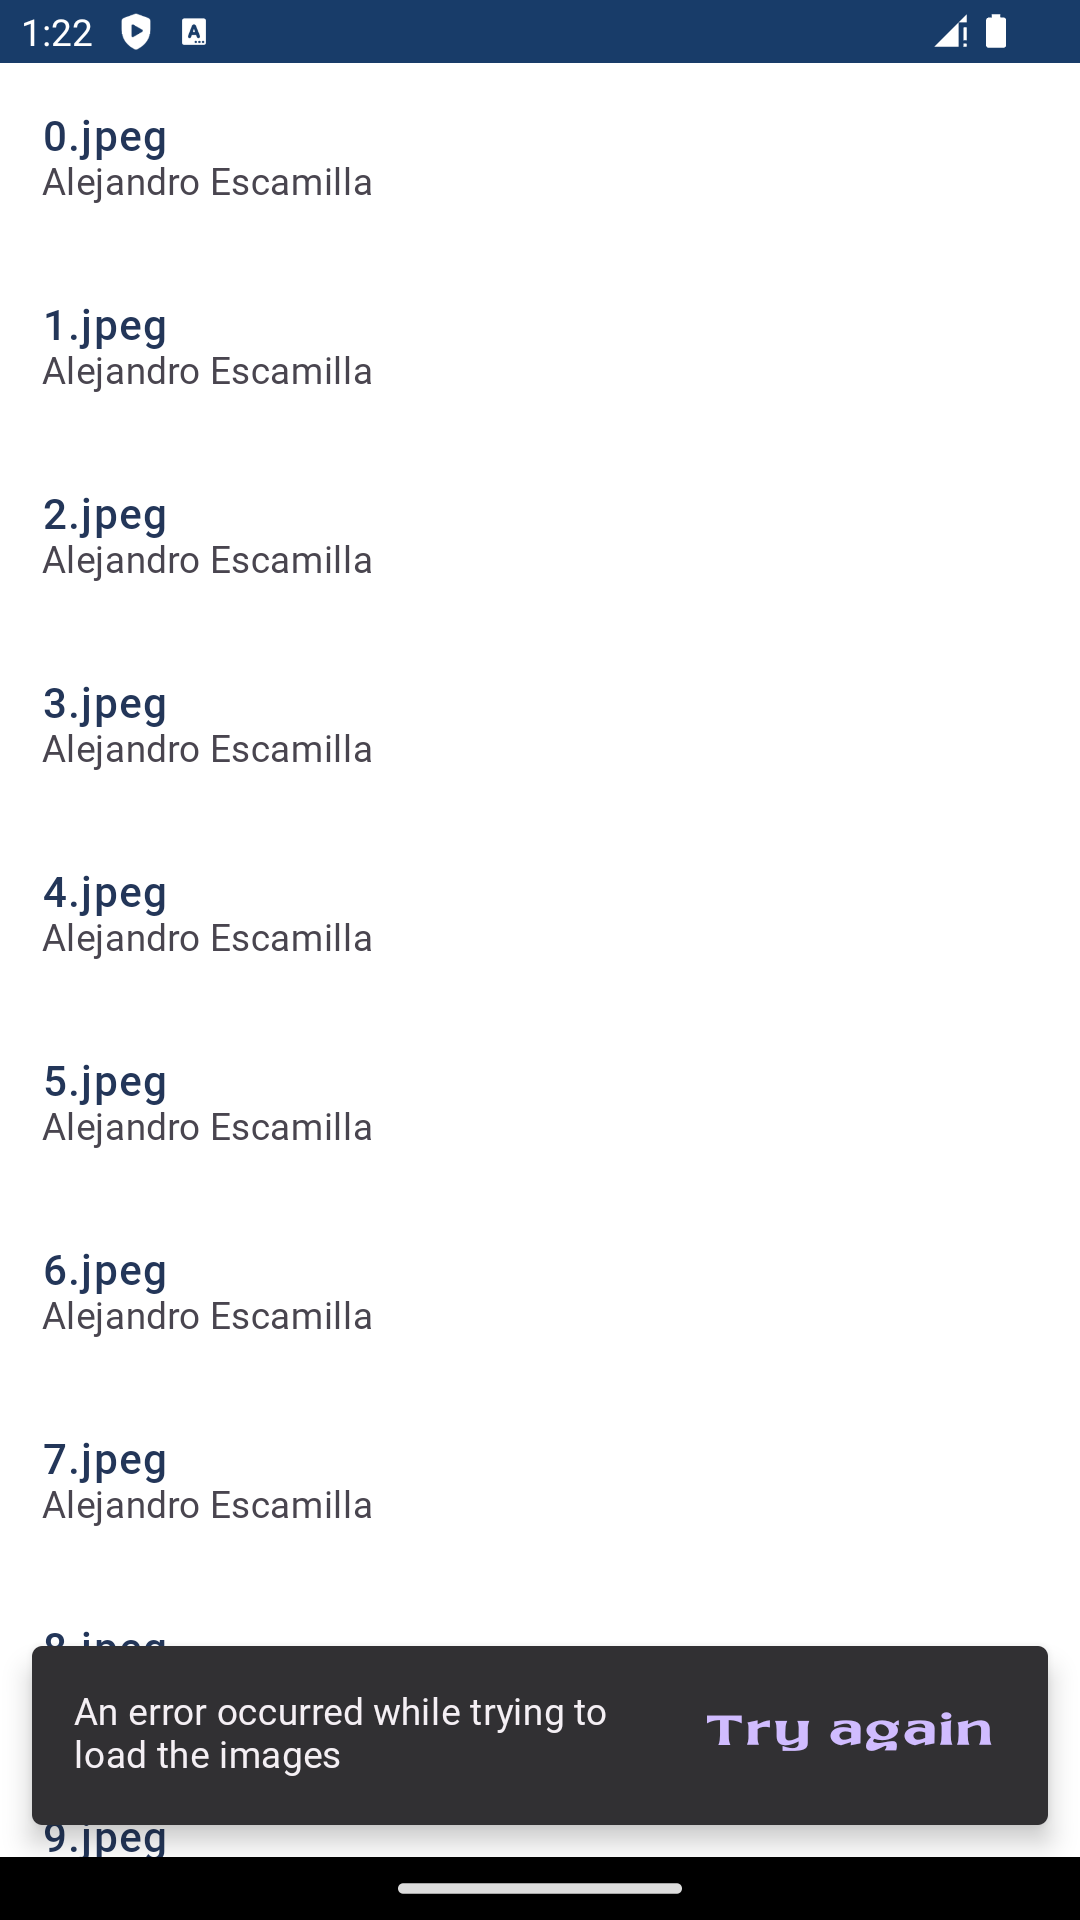 1:22
0.jpeg
Alejandro Escamilla
1.jpeg
Alejandro Escamilla
2.jpeg
Alejandro Escamilla
3.jpeg
Alejandro Escamilla
4.jpeg
Alejandro Escamilla
5.jpeg
Alejandro Escamilla
6.jpeg
Alejandro Escamilla
7.jpeg
Alejandro Escamilla
8.jpeg
An error occurred while trying to
load the images
Try again
9.jpeg